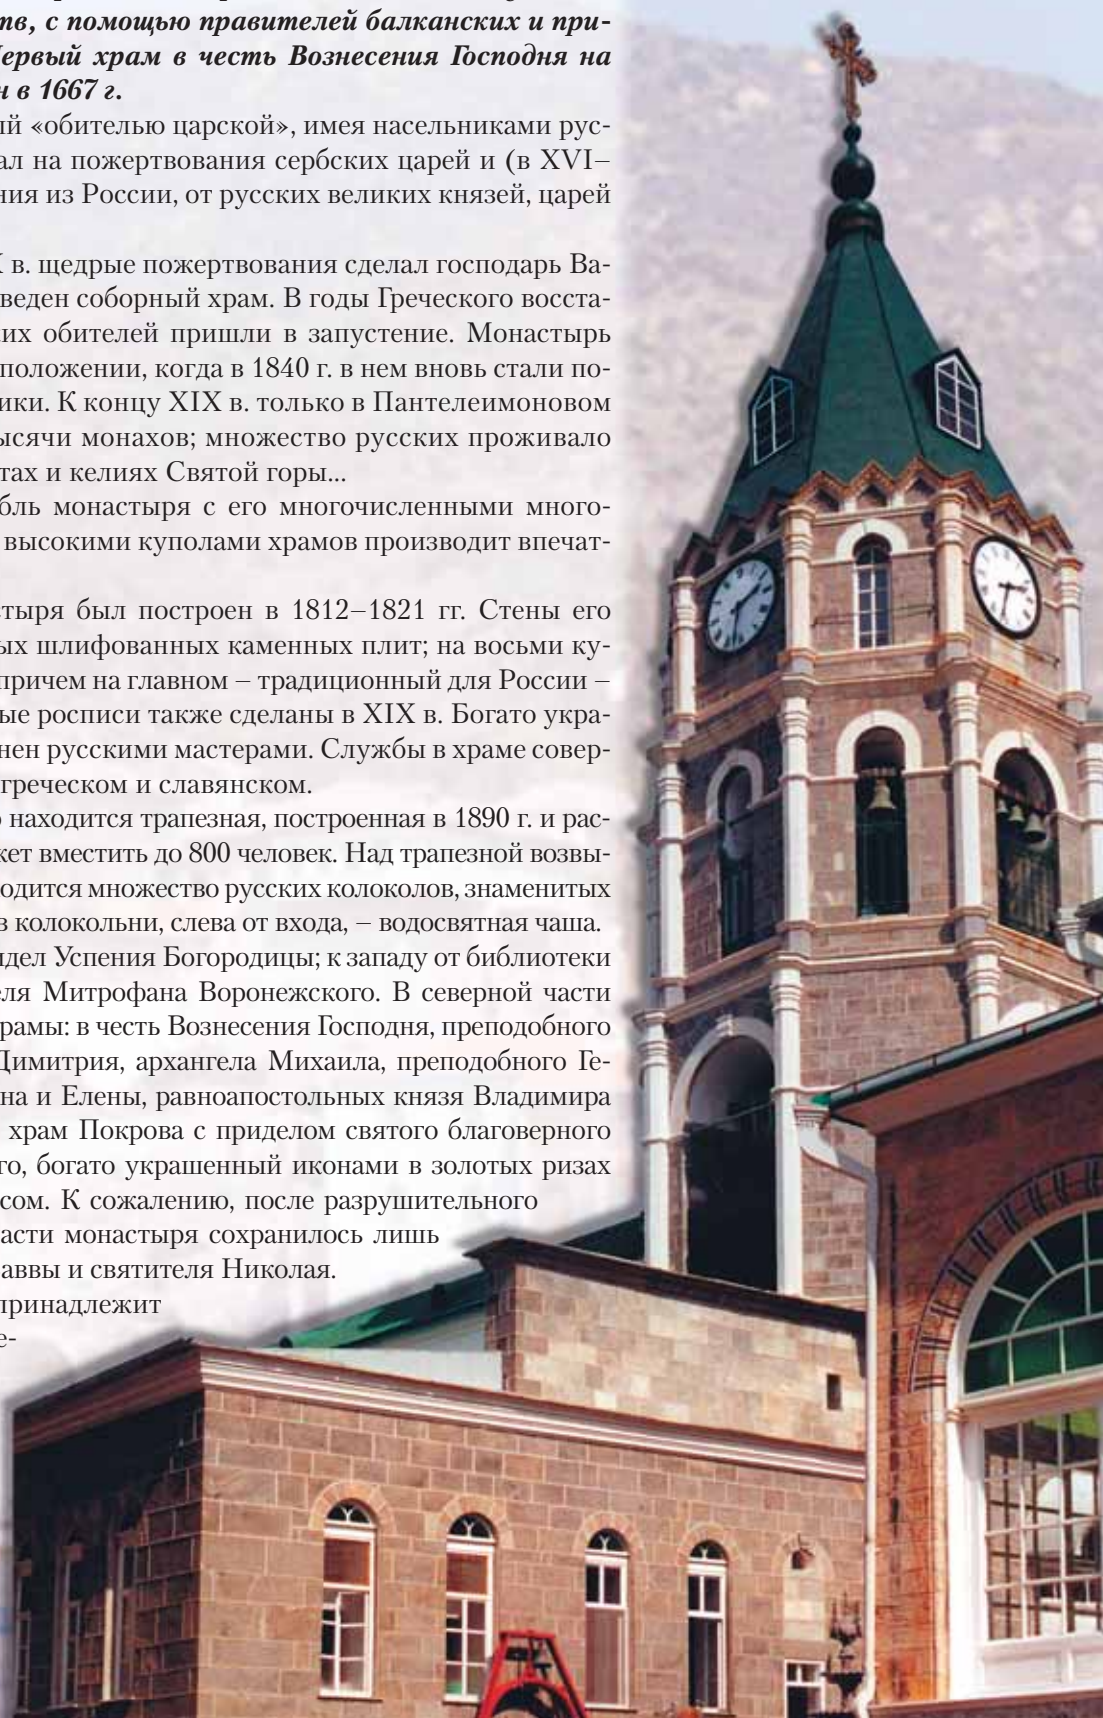 тв, с помощью правителей балканских и при-
Первый храм в честь Вознесения Господня на
н в 1667 г.
ый «обителью царской», имея насельниками рус-
ал на пожертвования сербских царей и (в XVI–
ния из России, от русских великих князей, царей
X в. щедрые пожертвования сделал господарь Ва-
веден соборный храм. В годы Греческого восста-
ких обителей пришли в запустение. Монастырь
положении, когда в 1840 г. в нем вновь стали по-
ики. К концу XIX в. только в Пантелеимоновом
ысячи монахов; множество русских проживало
тах и келиях Святой горы...
бль монастыря с его многочисленными много-
высокими куполами храмов производит впечат-
стыря был построен в 1812–1821 гг. Стены его
ых шлифованных каменных плит; на восьми ку-
причем на главном – традиционный для России –
ые росписи также сделаны в XIX в. Богато укра-
нен русскими мастерами. Службы в храме совер-
греческом и славянском.
о находится трапезная, построенная в 1890 г. и рас-
жет вместить до 800 человек. Над трапезной возвы-
одится множество русских колоколов, знаменитых
в колокольни, слева от входа, – водосвятная чаша.
идел Успения Богородицы; к западу от библиотеки
еля Митрофана Воронежского. В северной части
рамы: в честь Вознесения Господня, преподобного
Димитрия, архангела Михаила, преподобного Ге-
на и Елены, равноапостольных князя Владимира
храм Покрова с приделом святого благоверного
го, богато украшенный иконами в золотых ризах
сом. К сожалению, после разрушительного
асти монастыря сохранилось лишь
аввы и святителя Николая.
принадлежит
е-